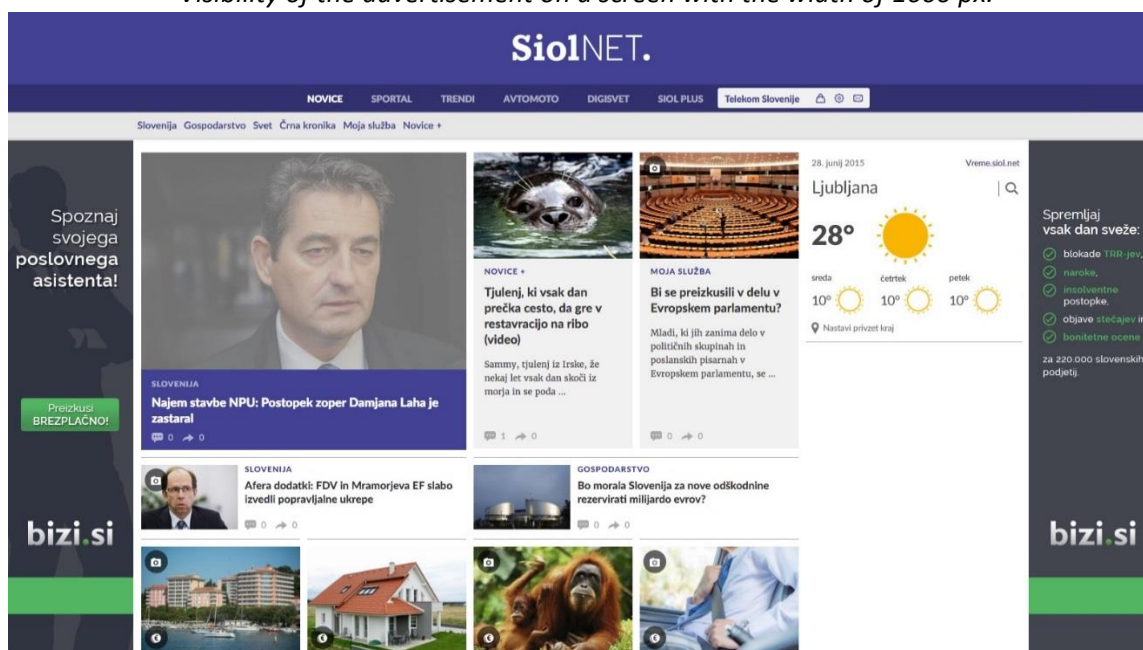 Visibility of the advertisement on a screen with the width of 1600 px.
SiolNET.
NOVICE SPORTAL TRENDI AVTOMOTO DIGISVET SIOL PLUS Telekom Slovenije
Slovenija Gospodarstvo Svet Črna kronika Moja služba Novice +
Spoznaj
svojega
poslovnega
asistenta!
Preizkusi
BREZPLAČNO!
bizi.si
SLOVENIJA
Najem stavbe NPU: Postopek zoper Damjana Laha je
zastaral
0 0
NOVICE +
Tjulenj, ki vsak dan
prečka cesto, da gre v
restavracijo na ribo
(video)
Sammy, tjulenj iz Irske, že
nekaj let vsak dan skoči iz
morja in se poda ...
1 0
MOJA SLUŽBA
Bi se preizkusili v delu v
Evropskem parlamentu?
Mladi, ki jih zanima delo v
političnih skupinah in
poslanskih pisarnah v
Evropskem parlamentu, se ...
0 0
28. junij 2015 Vreme.siol.net
Ljubljana
28°
sreda četrtek petek
10° 10° 10°
Nastavi privzet kraj
SLOVENIJA
Afera dodatki: FDV in Mramorjeva EF slabo
izvedli popravljalne ukrepe
0 0
GOSPODARSTVO
Bo morala Slovenija za nove odškodnine
rezervirati milijardo evrov?
0 0
Spremljaj
vsak dan sveže:
blokade TRR-jev,
naroke,
insolventne
postopke,
objave stečajev in
bonitetne ocene
za 220.000 slovenskih
podjetij.
bizi.si